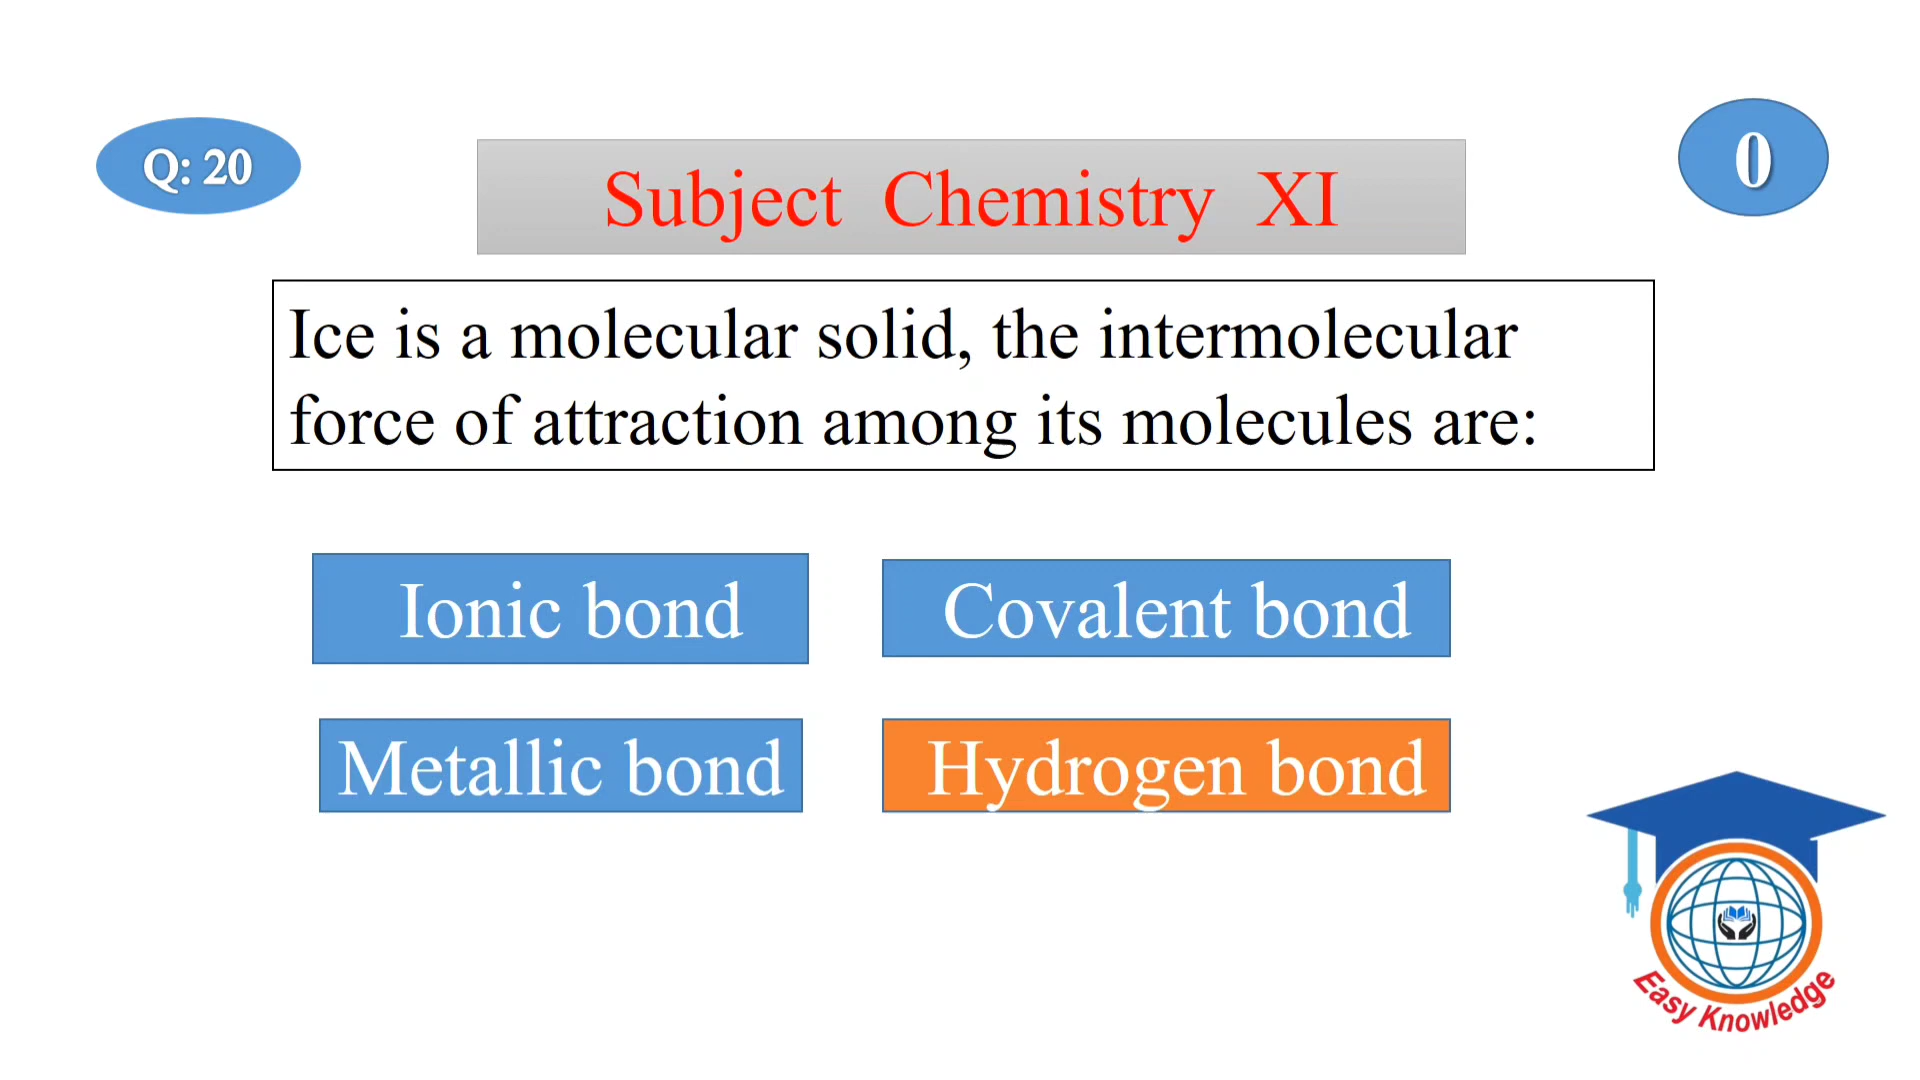 Q: 20
0
Subject Chemistry XI
Ice is a molecular solid, the intermolecular
force of attraction among its molecules are:
Ionic bond
Covalent bond
Metallic bond
Hydrogen bond
Easy Knowledge